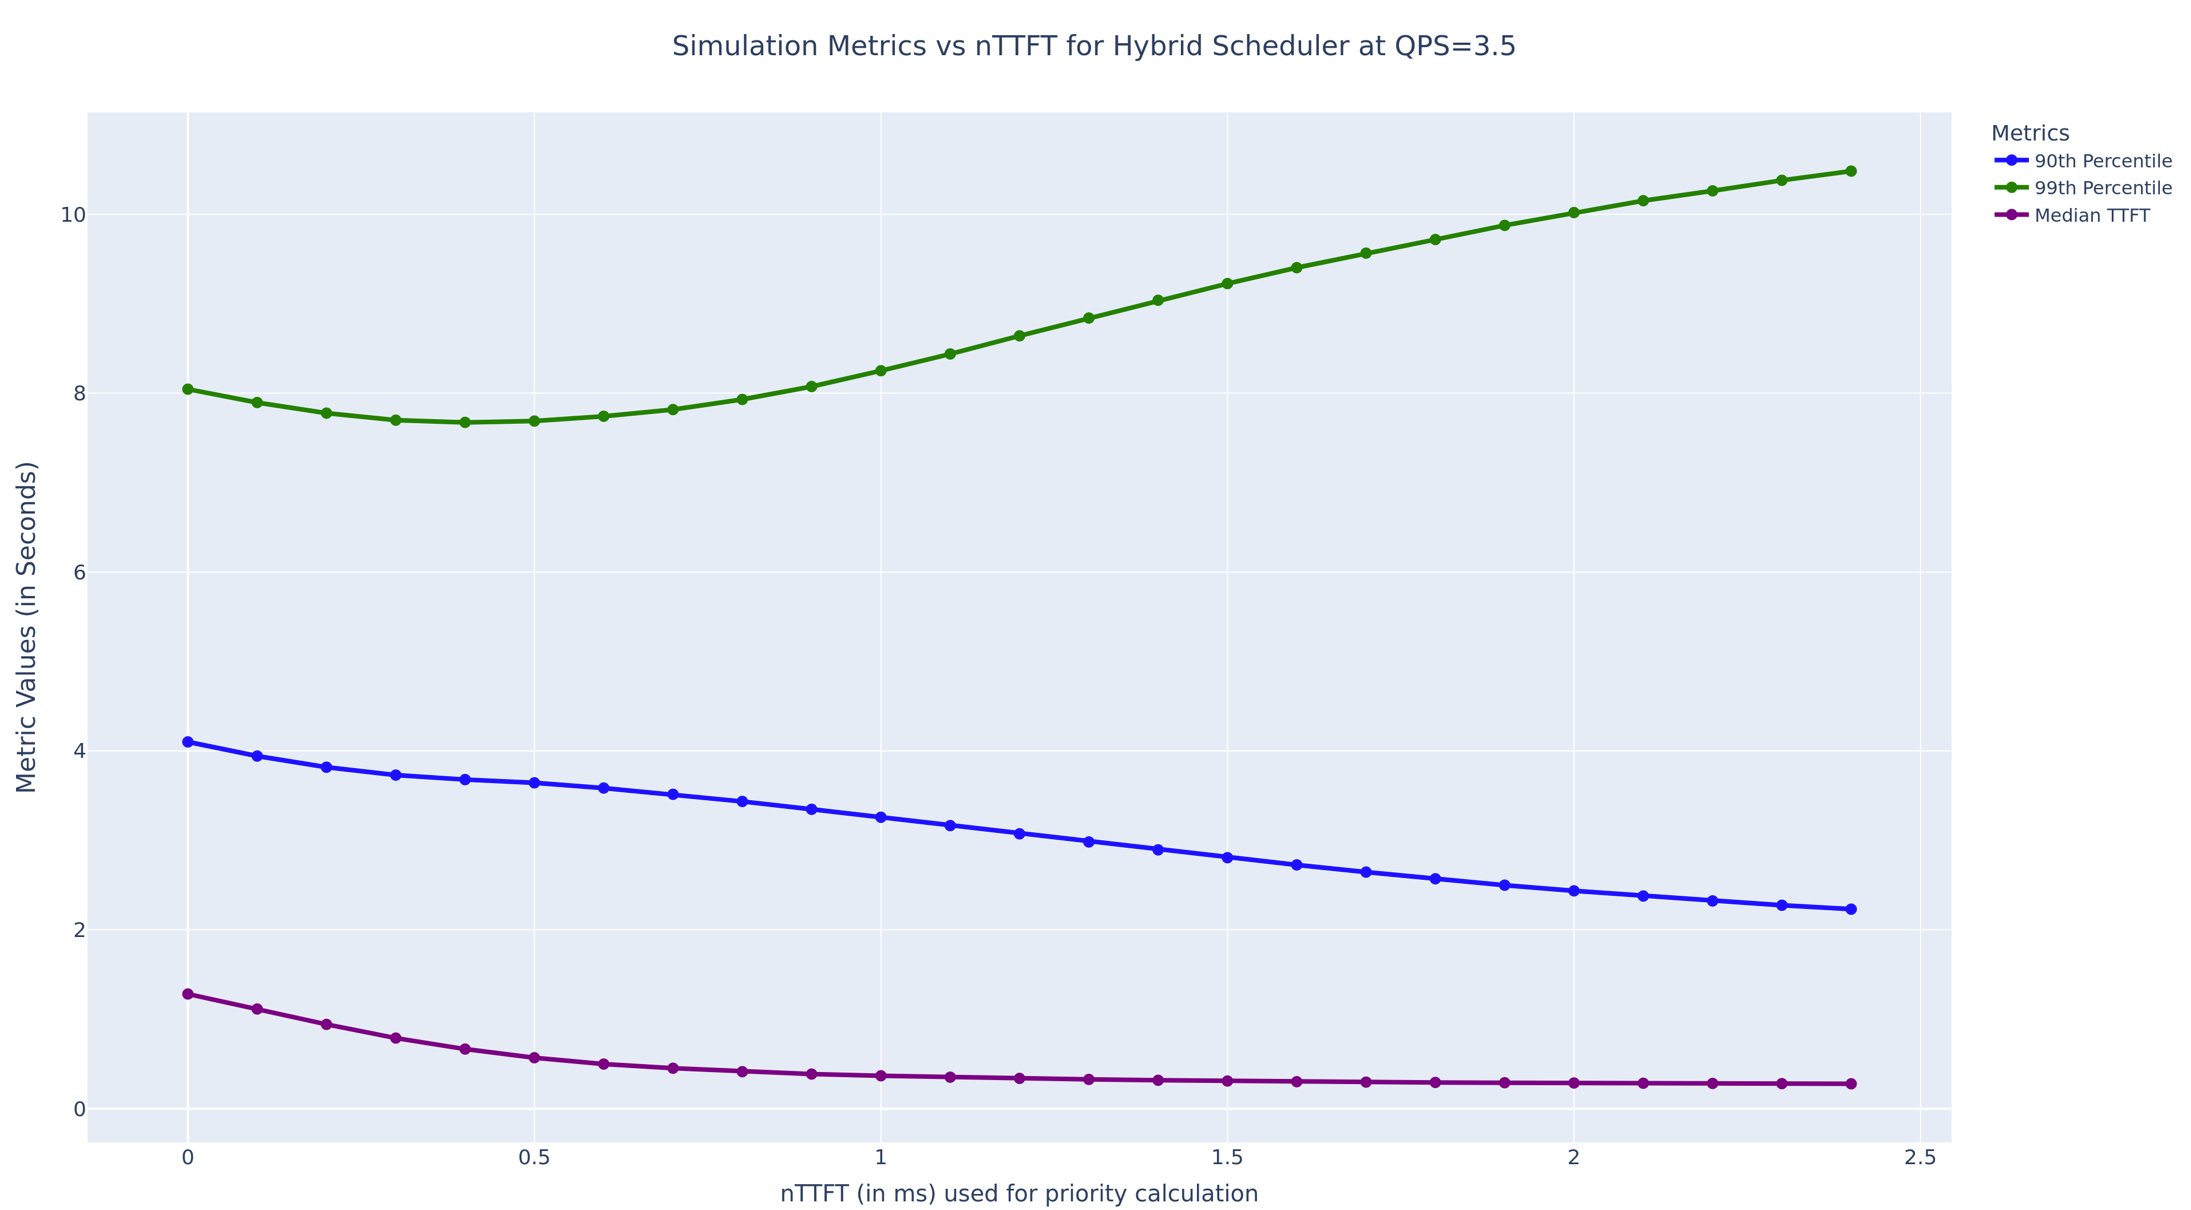 Simulation Metrics vs nTTFT for Hybrid Scheduler at QPS=3.5
Metrics
90th Percentile
99th Percentile
Median TTFT
Metric Values (in Seconds)
10
8
6
4
2
0
0
0.5
1
1.5
2
2.5
nTTFT (in ms) used for priority calculation